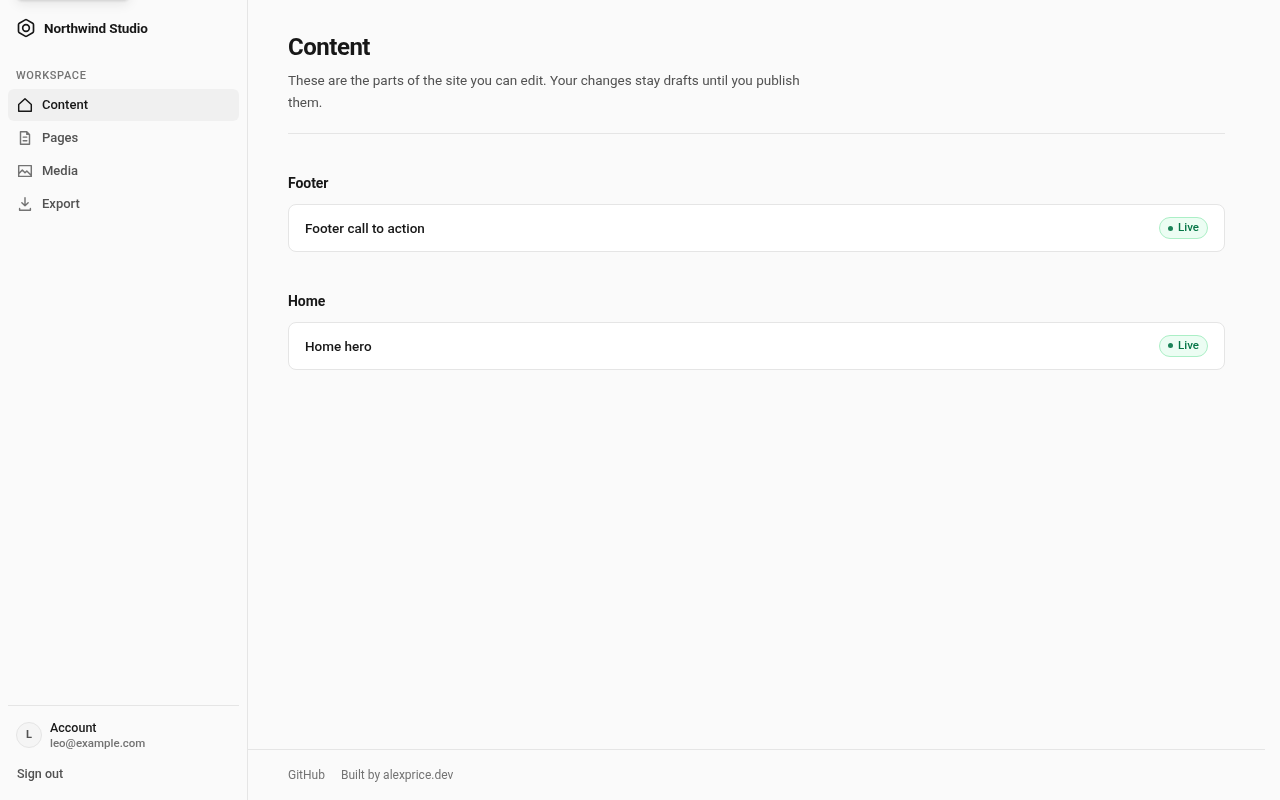 Northwind Studio
WORKSPACE
Content
Pages
Media
Export
L
Account
leo@example.com
Sign out
Content
These are the parts of the site you can edit. Your changes stay drafts until you publish
them.
Footer
Footer call to action
Live
Home
Home hero
Live
GitHub
Built by alexprice.dev